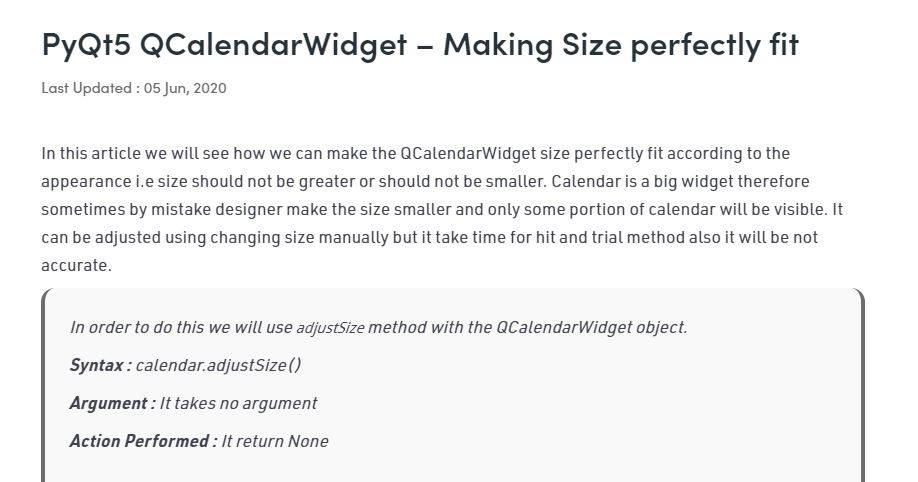 PyQt5 QCalendarWidget – Making Size perfectly fit
Last Updated : 05 Jun, 2020
In this article we will see how we can make the QCalendarWidget size perfectly fit according to the
appearance i.e size should not be greater or should not be smaller. Calendar is a big widget therefore
sometimes by mistake designer make the size smaller and only some portion of calendar will be visible. It
can be adjusted using changing size manually but it take time for hit and trial method also it will be not
accurate.
In order to do this we will use adjustSize method with the QCalendarWidget object.
Syntax : calendar.adjustSize()
Argument : It takes no argument
Action Performed : It return None